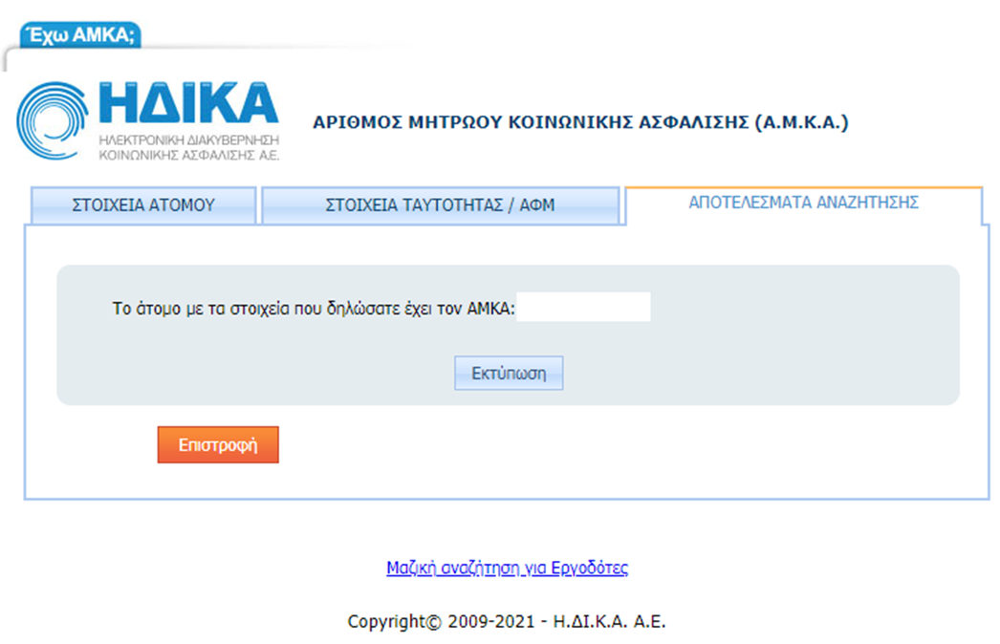 Έχω ΑΜΚΑ;
ΗΔΙΚΑ
ΗΛΕΚΤΡΟΝΙΚΗ ΔΙΑΚΥΒΕΡΝΗΣΗ
ΚΟΙΝΩΝΙΚΗΣ ΑΣΦΑΛΙΣΗΣ Α.Ε.
ΑΡΙΘΜΟΣ ΜΗΤΡΩΟΥ ΚΟΙΝΩΝΙΚΗΣ ΑΣΦΑΛΙΣΗΣ (Α.Μ.Κ.Α.)
ΣΤΟΙΧΕΙΑ ΑΤΟΜΟΥ
ΣΤΟΙΧΕΙΑ ΤΑΥΤΟΤΗΤΑΣ / ΑΦΜ
ΑΠΟΤΕΛΕΣΜΑΤΑ ΑΝΑΖΗΤΗΣΗΣ
Το άτομο με τα στοιχεία που δηλώσατε έχει τον ΑΜΚΑ:
Εκτύπωση
Επιστροφή
Μαζική αναζήτηση για Εργοδότες
Copyright© 2009-2021 - Η.ΔΙ.Κ.Α. Α.Ε.